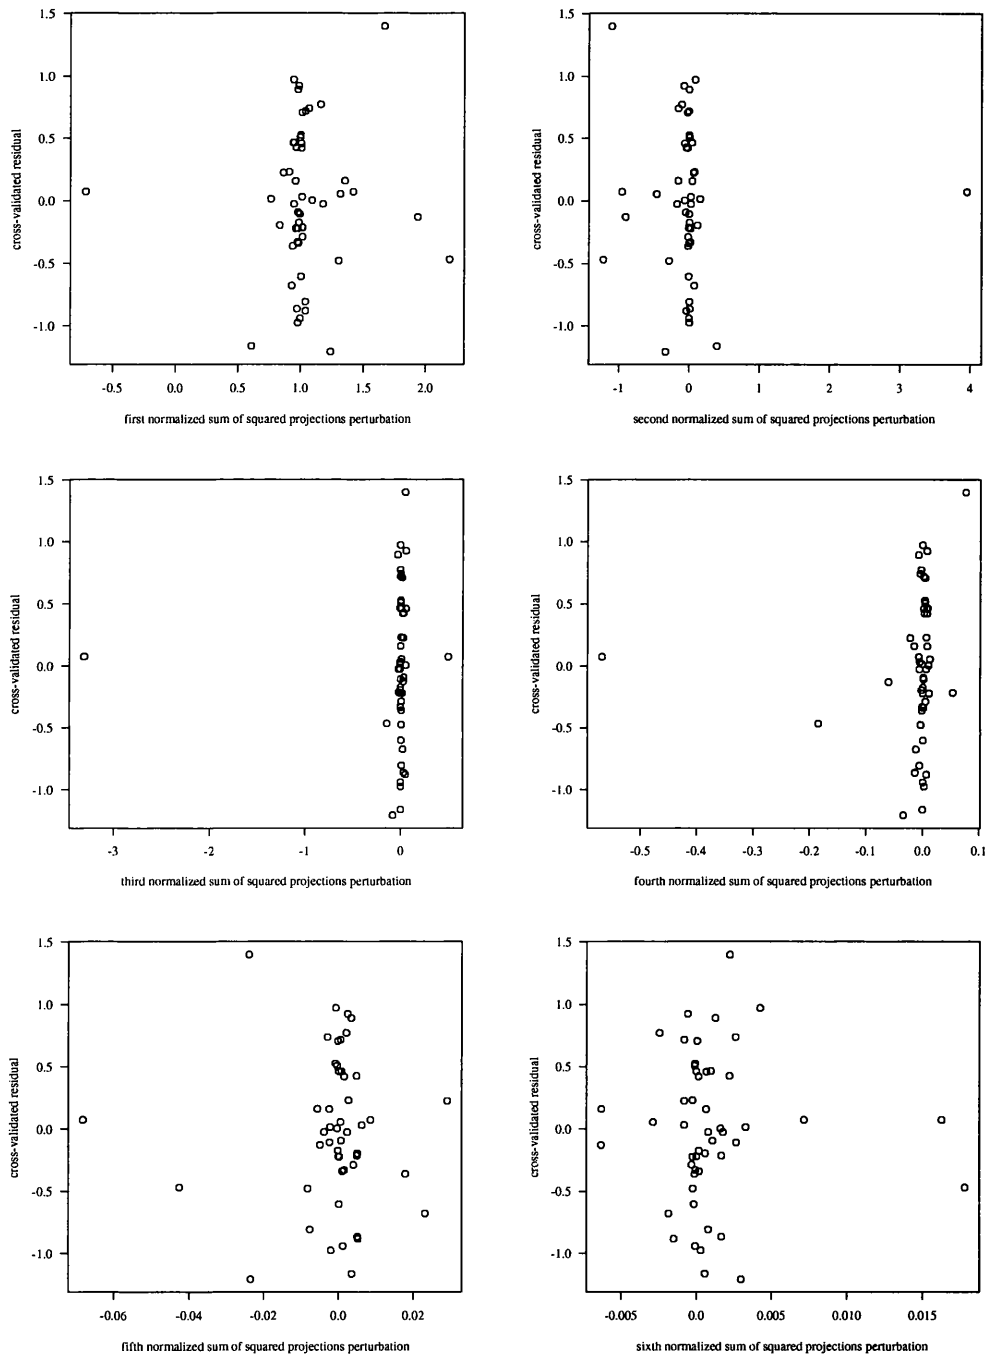 1.5
1.0
0.5
0.0
-0.5
-1.0
cross-validated residual
-0.5 0.0 0.5 1.0 1.5 2.0
first normalized sum of squared projections perturbation
1.5
1.0
0.5
0.0
-0.5
-1.0
cross-validated residual
-1 0 1 2 3 4
second normalized sum of squared projections perturbation
1.5
1.0
0.5
0.0
-0.5
-1.0
cross-validated residual
-3 -2 -1 0
third normalized sum of squared projections perturbation
1.5
1.0
0.5
0.0
-0.5
-1.0
cross-validated residual
-0.5 -0.4 -0.3 -0.2 -0.1 0.0 0.1
fourth normalized sum of squared projections perturbation
1.5
1.0
0.5
0.0
-0.5
-1.0
cross-validated residual
-0.06 -0.04 -0.02 0.0 0.02
fifth normalized sum of squared projections perturbation
1.5
1.0
0.5
0.0
-0.5
-1.0
cross-validated residual
-0.005 0.0 0.005 0.010 0.015
sixth normalized sum of squared projections perturbation